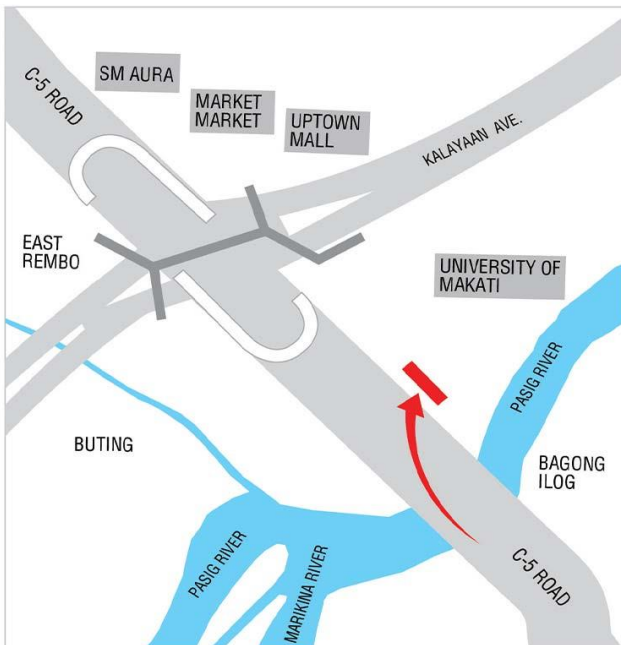 C-5 ROAD
SM AURA
MARKET
MARKET
UPTOWN
MALL
KALAYAAN AVE.
EAST
REMBO
UNIVERSITY OF
MAKATI
PASIG RIVER
BUTING
BAGONG
ILOG
PASIG RIVER
MARIKINA RIVER
C-5 ROAD